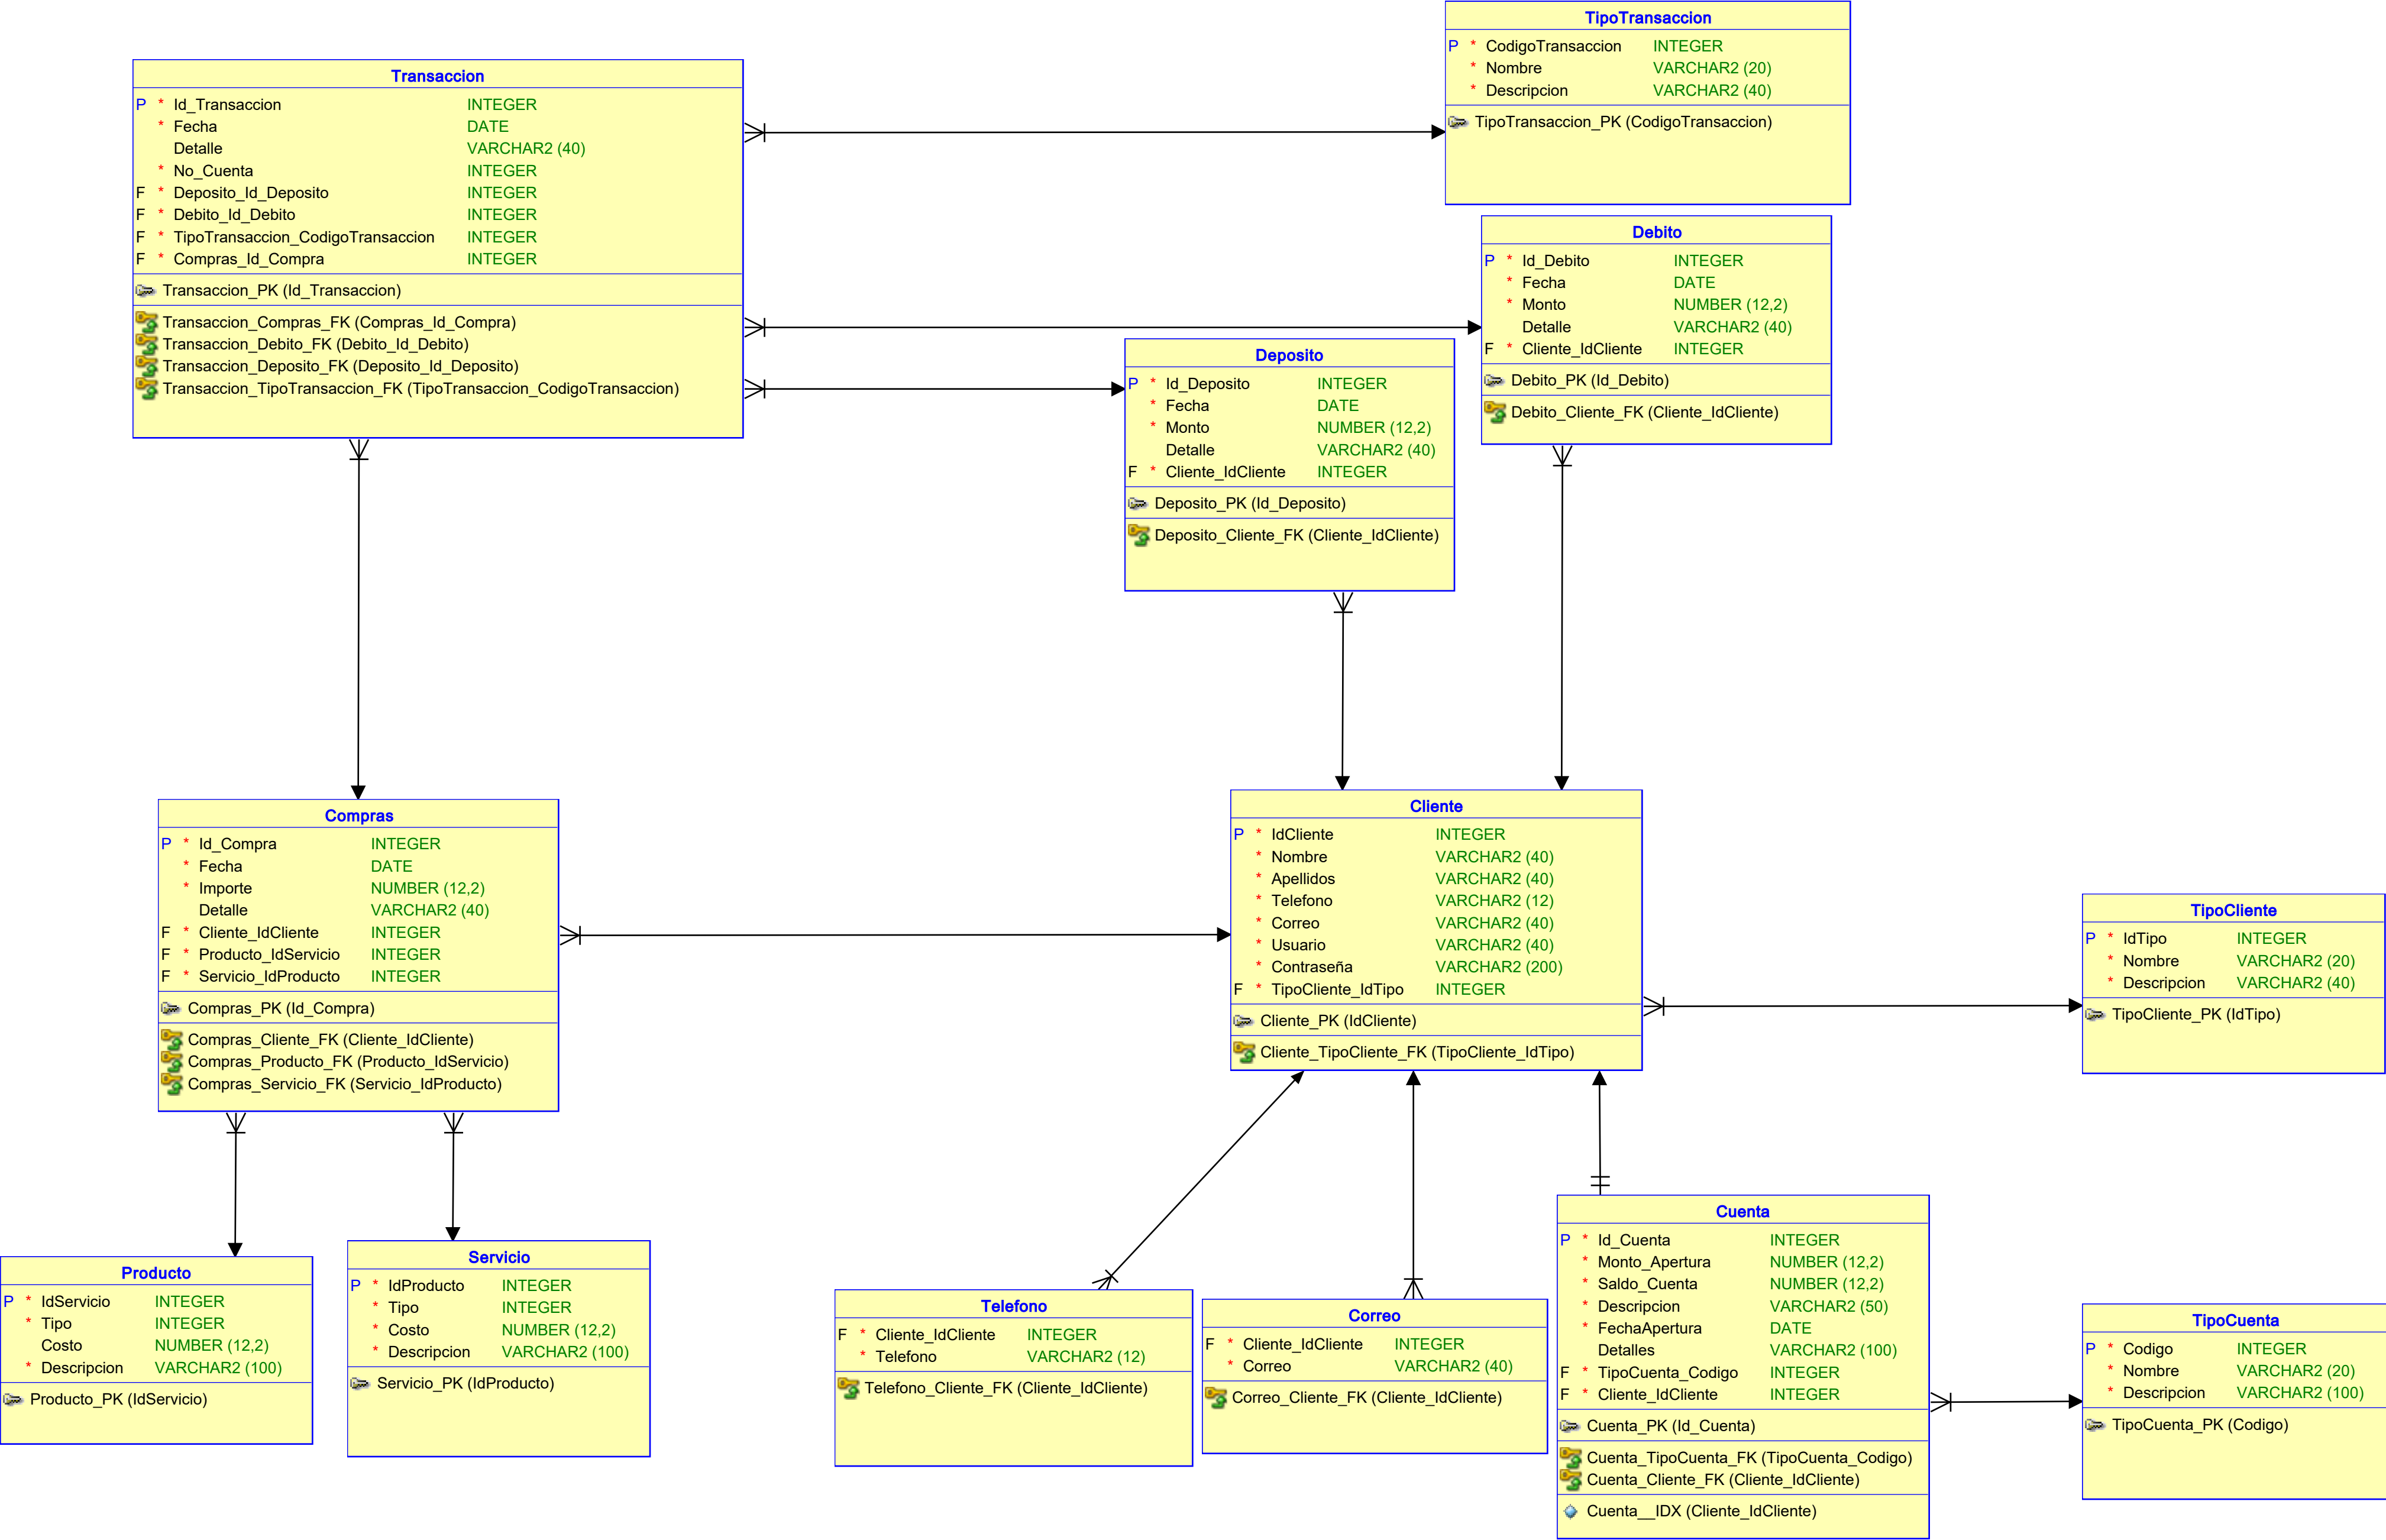 TipoTransaccion
P * CodigoTransaccion INTEGER
* Nombre VARCHAR2 (20)
* Descripcion VARCHAR2 (40)
TipoTransaccion_PK (CodigoTransaccion)
Transaccion
P * Id_Transaccion INTEGER
* Fecha DATE
Detalle VARCHAR2 (40)
* No_Cuenta INTEGER
F * Deposito_Id_Deposito INTEGER
F * Debito_Id_Debito INTEGER
F * TipoTransaccion_CodigoTransaccion INTEGER
F * Compras_Id_Compra INTEGER
Transaccion_PK (Id_Transaccion)
Transaccion_Compras_FK (Compras_Id_Compra)
Transaccion_Debito_FK (Debito_Id_Debito)
Transaccion_Deposito_FK (Deposito_Id_Deposito)
Transaccion_TipoTransaccion_FK (TipoTransaccion_CodigoTransaccion)
Debito
P * Id_Debito INTEGER
* Fecha DATE
* Monto NUMBER (12,2)
Detalle VARCHAR2 (40)
F * Cliente_IdCliente INTEGER
Debito_PK (Id_Debito)
Debito_Cliente_FK (Cliente_IdCliente)
Deposito
P * Id_Deposito INTEGER
* Fecha DATE
* Monto NUMBER (12,2)
Detalle VARCHAR2 (40)
F * Cliente_IdCliente INTEGER
Deposito_PK (Id_Deposito)
Deposito_Cliente_FK (Cliente_IdCliente)
Compras
P * Id_Compra INTEGER
* Fecha DATE
* Importe NUMBER (12,2)
Detalle VARCHAR2 (40)
F * Cliente_IdCliente INTEGER
F * Producto_IdServicio INTEGER
F * Servicio_IdProducto INTEGER
Compras_PK (Id_Compra)
Compras_Cliente_FK (Cliente_IdCliente)
Compras_Producto_FK (Producto_IdServicio)
Compras_Servicio_FK (Servicio_IdProducto)
Cliente
P * IdCliente INTEGER
* Nombre VARCHAR2 (40)
* Apellidos VARCHAR2 (40)
* Telefono VARCHAR2 (12)
* Correo VARCHAR2 (40)
* Usuario VARCHAR2 (40)
* Contraseña VARCHAR2 (200)
F * TipoCliente_IdTipo INTEGER
Cliente_PK (IdCliente)
Cliente_TipoCliente_FK (TipoCliente_IdTipo)
TipoCliente
P * IdTipo INTEGER
* Nombre VARCHAR2 (20)
* Descripcion VARCHAR2 (40)
TipoCliente_PK (IdTipo)
Producto
P * IdServicio INTEGER
* Tipo INTEGER
Costo NUMBER (12,2)
* Descripcion VARCHAR2 (100)
Producto_PK (IdServicio)
Servicio
P * IdProducto INTEGER
* Tipo INTEGER
* Costo NUMBER (12,2)
* Descripcion VARCHAR2 (100)
Servicio_PK (IdProducto)
Telefono
F * Cliente_IdCliente INTEGER
* Telefono VARCHAR2 (12)
Telefono_Cliente_FK (Cliente_IdCliente)
Correo
F * Cliente_IdCliente INTEGER
* Correo VARCHAR2 (40)
Correo_Cliente_FK (Cliente_IdCliente)
Cuenta
P * Id_Cuenta INTEGER
* Monto_Apertura NUMBER (12,2)
* Saldo_Cuenta NUMBER (12,2)
* Descripcion VARCHAR2 (50)
* FechaApertura DATE
Detalles VARCHAR2 (100)
F * TipoCuenta_Codigo INTEGER
F * Cliente_IdCliente INTEGER
Cuenta_PK (Id_Cuenta)
Cuenta_TipoCuenta_FK (TipoCuenta_Codigo)
Cuenta_Cliente_FK (Cliente_IdCliente)
Cuenta__IDX (Cliente_IdCliente)
TipoCuenta
P * Codigo INTEGER
* Nombre VARCHAR2 (20)
* Descripcion VARCHAR2 (100)
TipoCuenta_PK (Codigo)